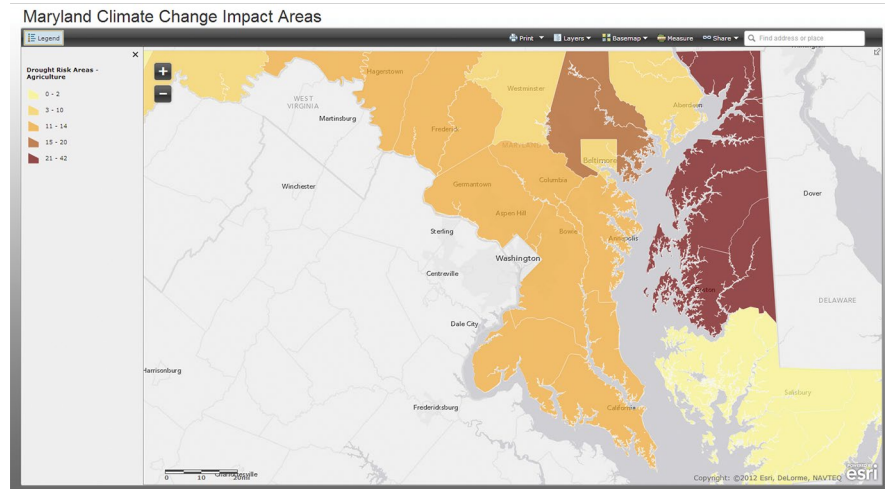 Maryland Climate Change Impact Areas
Legend
Print
Layers
Basemap
Measure
Share
Find address or place
Drought Risk Areas -
Agriculture
0 - 2
3 - 10
11 - 14
15 - 20
21 - 42
+
−
Hagerstown
Westminster
WEST
VIRGINIA
Aberdeen
Martinsburg
Frederick
MARYLAND
Baltimore
Winchester
Germantown
Columbia
Dover
Aspen Hill
Sterling
Bowie
Annapolis
Washington
Centreville
Easton
DELAWARE
Dale City
Harrisonburg
Salisbury
Fredericksburg
California
Charlottesville
0 10 20mi
Copyright: ©2012 Esri, DeLorme, NAVTEQ
esri